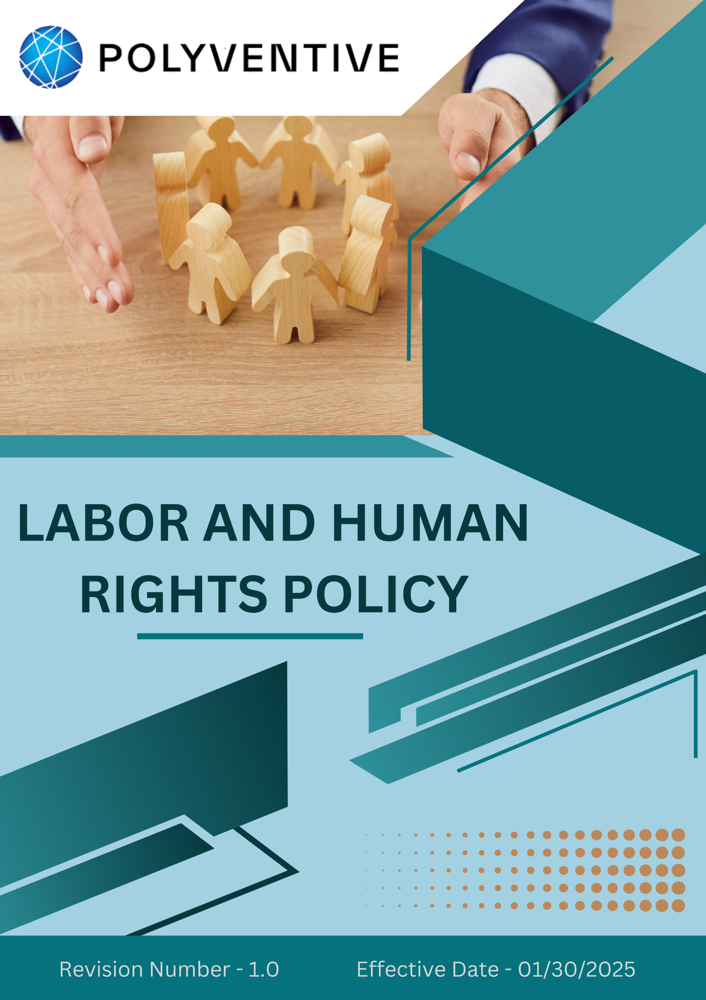 POLYVENTIVE
LABOR AND HUMAN
RIGHTS POLICY
Revision Number - 1.0
Effective Date - 01/30/2025